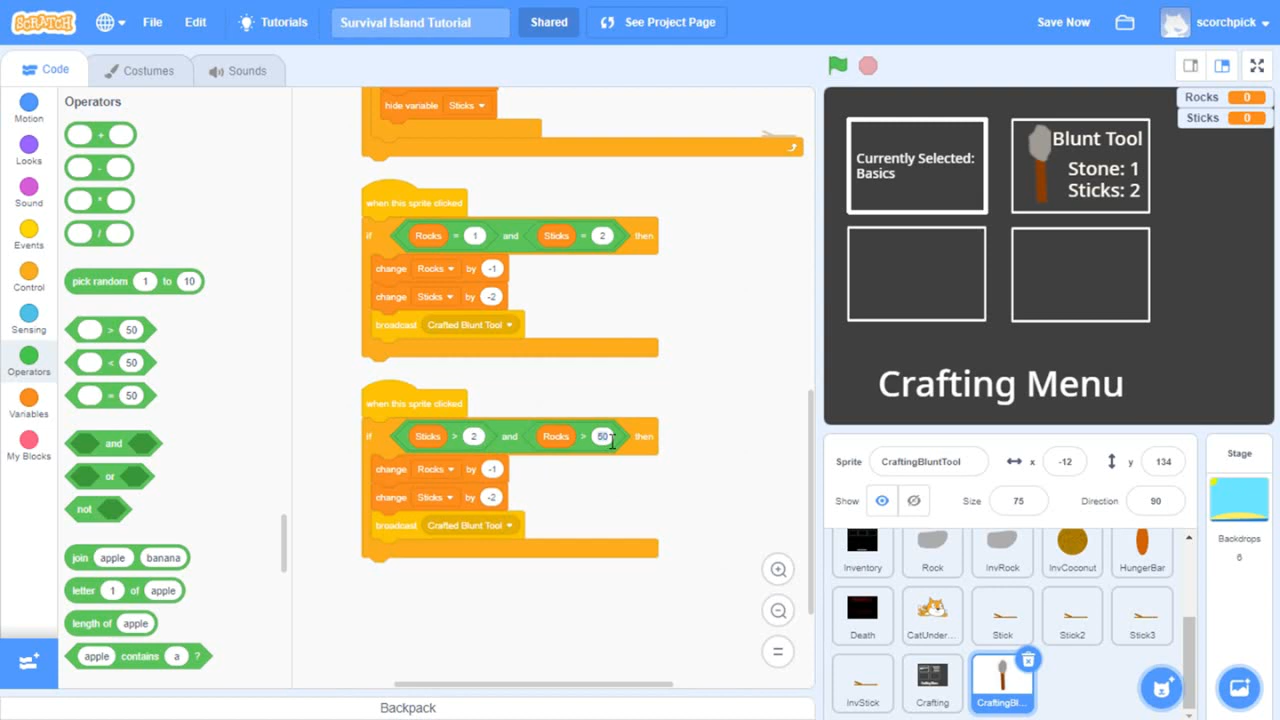 SCRATCH File Edit Tutorials Survival Island Tutorial Shared See Project Page Save Now scorchpick
Code Costumes Sounds
Motion
Looks
Sound
Events
Control
Sensing
Operators
Variables
My Blocks
Operators
+
-
*
/
pick random 1 to 10
> 50
< 50
= 50
and
or
not
join apple banana
letter 1 of apple
length of apple
apple contains a ?
hide variable Sticks
when this sprite clicked
if Rocks = 1 and Sticks = 2 then
change Rocks by -1
change Sticks by -2
broadcast Crafted Blunt Tool
when this sprite clicked
if Sticks > 2 and Rocks > 50 then
change Rocks by -1
change Sticks by -2
broadcast Crafted Blunt Tool
Backpack
Rocks 0
Sticks 0
Currently Selected:
Basics
Blunt Tool
Stone: 1
Sticks: 2
Crafting Menu
Sprite CraftingBluntTool x -12 y 134
Show Size 75 Direction 90
Inventory Rock InvRock InvCoconut HungerBar
Death CatUnder... Stick Stick2 Stick3
InvStick Crafting CraftingBl...
Stage
Backdrops
6